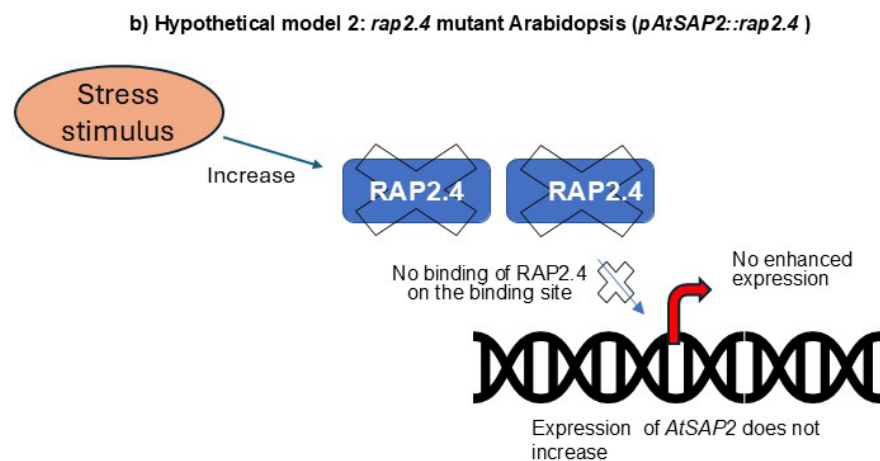 b) Hypothetical model 2: rap2.4 mutant Arabidopsis (pAtSAP2::rap2.4 )
Stress
stimulus
Increase
RAP2.4
RAP2.4
No binding of RAP2.4
on the binding site
No enhanced
expression
Expression of AtSAP2 does not
increase